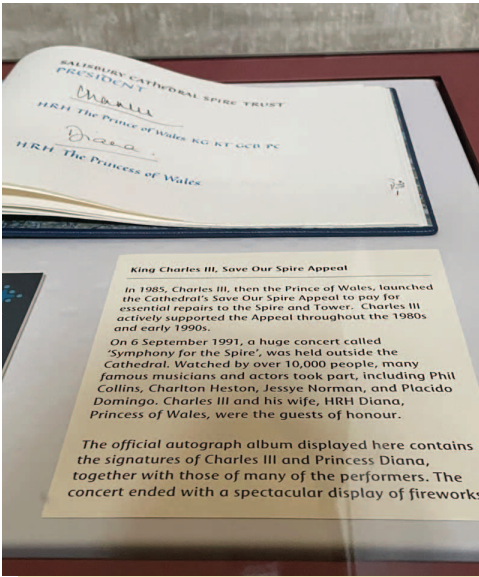 SALISBURY CATHEDRAL SPIRE TRUST
PRESIDENT
Charles
HRH The Prince of Wales KG KT GCB PC
Diana.
HRH The Princess of Wales
King Charles III, Save Our Spire Appeal
In 1985, Charles III, then the Prince of Wales, launched
the Cathedral's Save Our Spire Appeal to pay for
essential repairs to the Spire and Tower. Charles III
actively supported the Appeal throughout the 1980s
and early 1990s.
On 6 September 1991, a huge concert called
'Symphony for the Spire', was held outside the
Cathedral. Watched by over 10,000 people, many
famous musicians and actors took part, including Phil
Collins, Charlton Heston, Jessye Norman, and Placido
Domingo. Charles III and his wife, HRH Diana,
Princess of Wales, were the guests of honour.
The official autograph album displayed here contains
the signatures of Charles III and Princess Diana,
together with those of many of the performers. The
concert ended with a spectacular display of fireworks